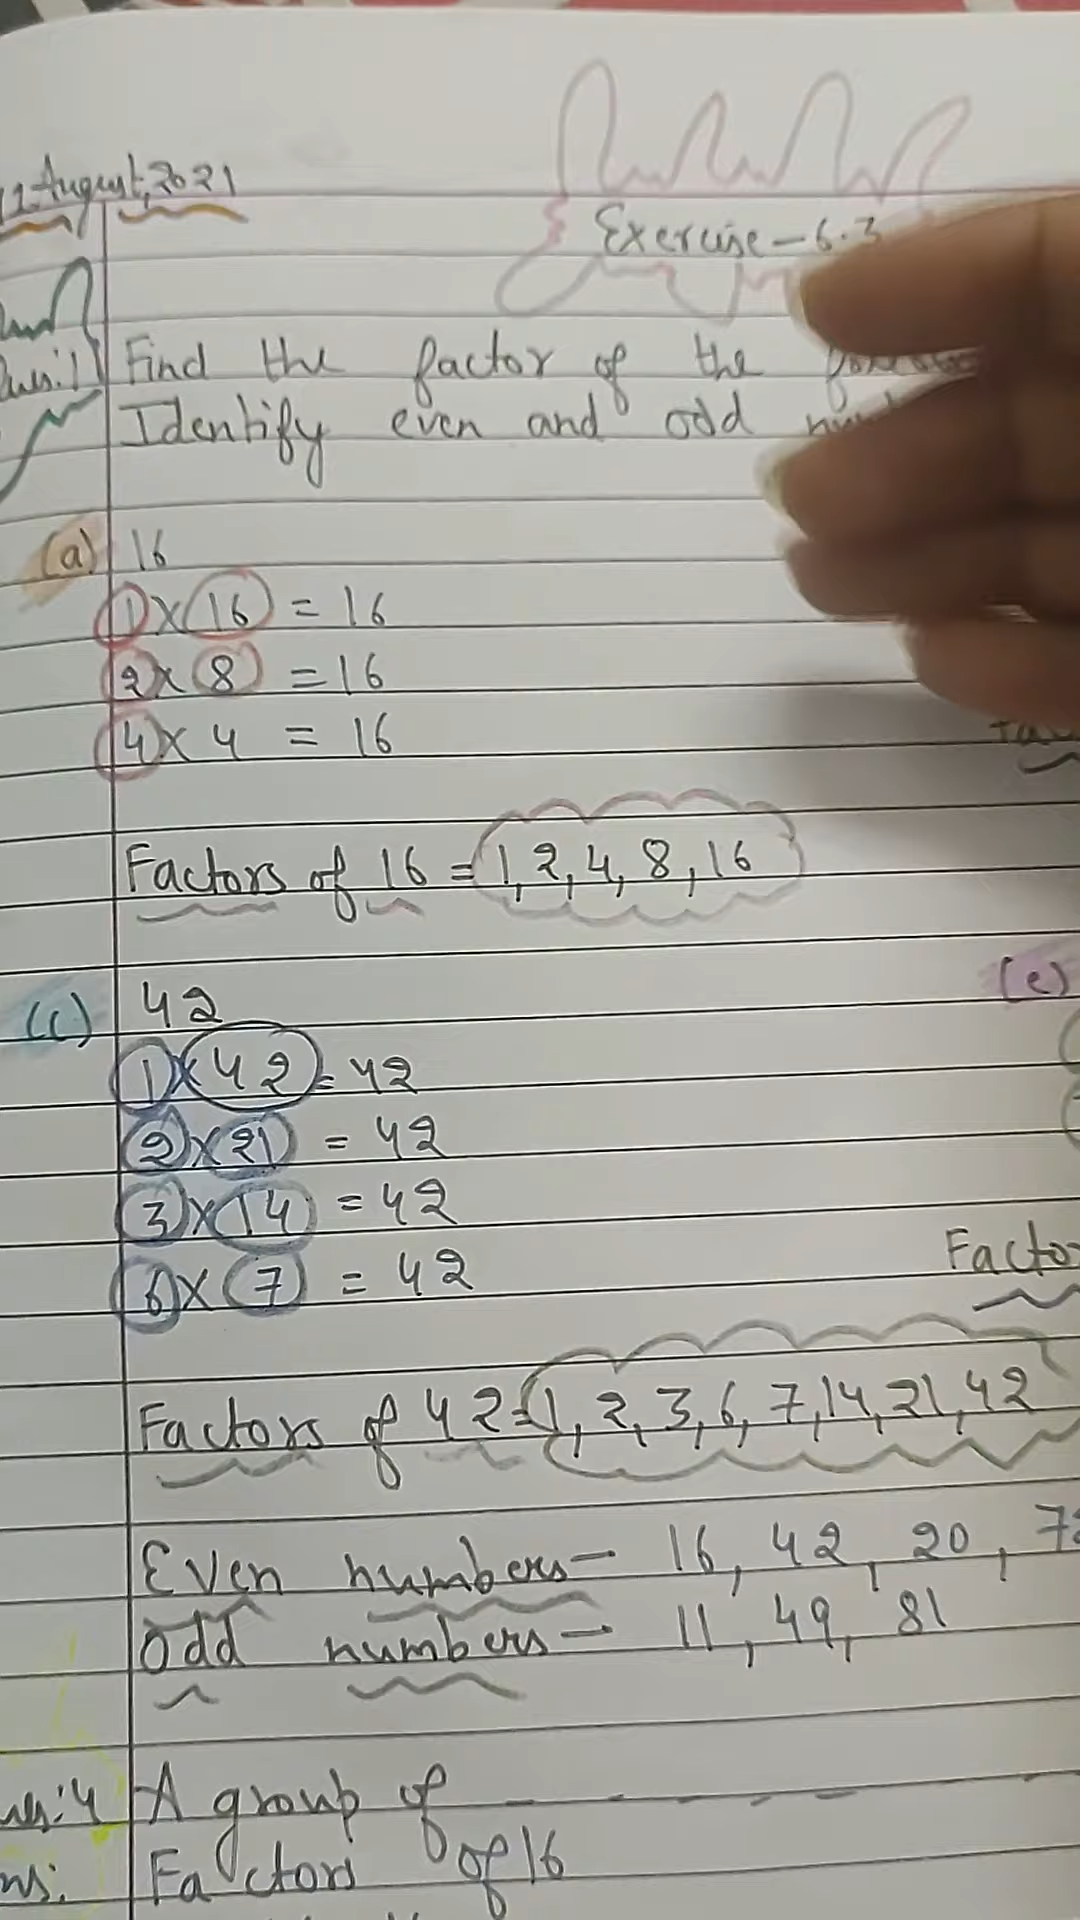 August, 2021
Exercise - 6.3
Find the factor of the
Identify even and odd
(a) 16
1 x 16 = 16
2 x 8 = 16
4 x 4 = 16
Factors of 16 = 1, 2, 4, 8, 16
(c) 42
(e)
1 x 42 = 42
2 x 21 = 42
3 x 14 = 42
6 x 7 = 42
Facto
Factors of 42 = 1, 2, 3, 6, 7, 14, 21, 42
Even numbers - 16, 42, 20, 72
Odd numbers - 11, 49, 81
A group of _ _ _ _ _ _
Factors of 16